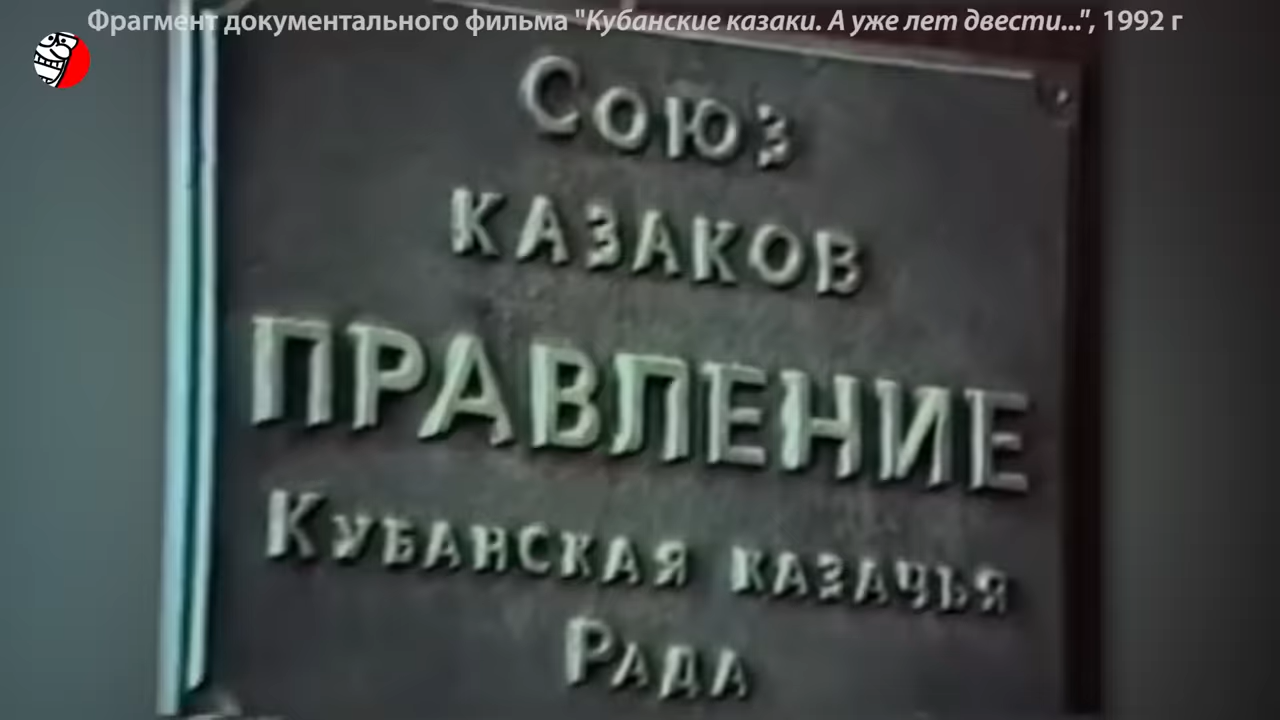 Фрагмент документального фильма "Кубанские казаки. А уже лет двести...", 1992 г
Союз
КАЗАКОВ
ПРАВЛЕНИЕ
Кубанская казачья
Рада